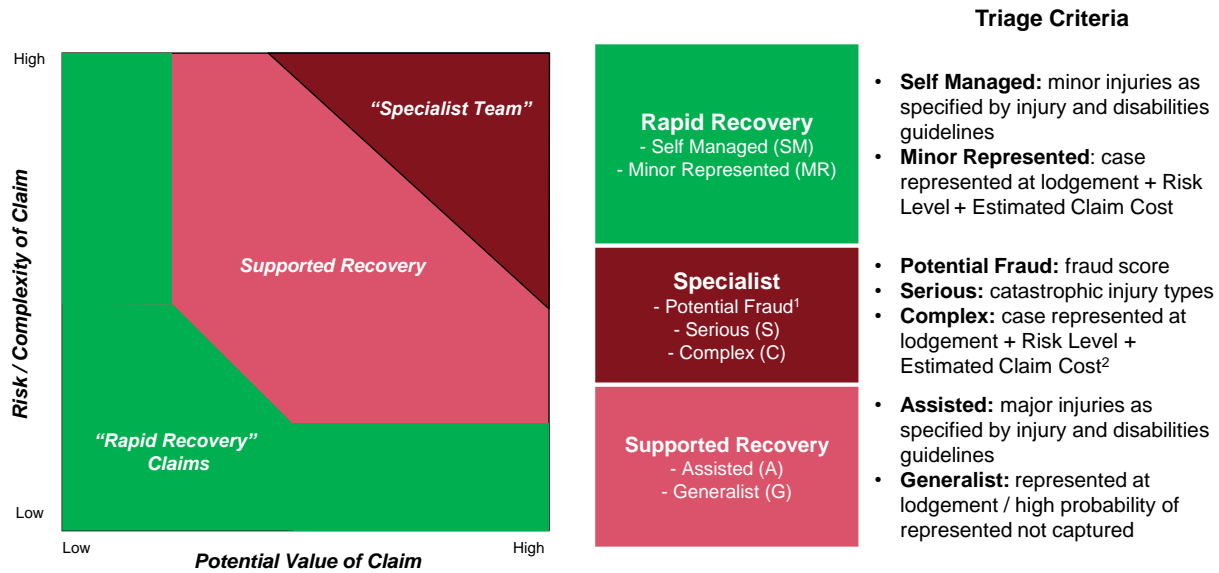 Triage Criteria
High
Risk / Complexity of Claim
Low
Low
High
Potential Value of Claim
“Specialist Team”
Supported Recovery
“Rapid Recovery”
Claims
Rapid Recovery
- Self Managed (SM)
- Minor Represented (MR)
• Self Managed: minor injuries as
specified by injury and disabilities
guidelines
• Minor Represented: case
represented at lodgement + Risk
Level + Estimated Claim Cost
Specialist
- Potential Fraud¹
- Serious (S)
- Complex (C)
• Potential Fraud: fraud score
• Serious: catastrophic injury types
• Complex: case represented at
lodgement + Risk Level +
Estimated Claim Cost²
Supported Recovery
- Assisted (A)
- Generalist (G)
• Assisted: major injuries as
specified by injury and disabilities
guidelines
• Generalist: represented at
lodgement / high probability of
represented not captured